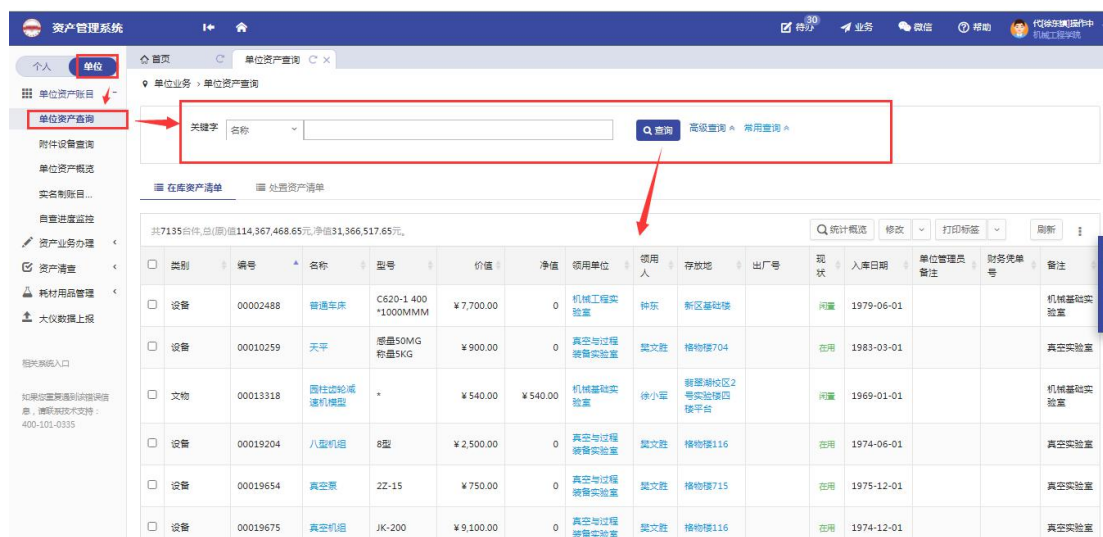 资产管理系统
待办 30
业务
微信
帮助
机械工程学院
个人
单位
首页
单位资产查询
单位业务 › 单位资产查询
单位资产账目
单位资产查询
附件设备查询
单位资产概览
实名制账目...
自查进度监控
资产业务办理
资产清查
耗材用品管理
大仪数据上报
相关系统入口
如果您重复遇到该错误信
息，请联系技术支持：
400-101-0335
关键字 名称 查询 高级查询 常用查询
在库资产清单 处置资产清单
共7135台件,总(原)值114,367,468.65元,净值31,366,517.65元。
统计概览 修改 打印标签 刷新
类别 编号 名称 型号 价值 净值 领用单位 领用人 存放地 出厂号 现状 入库日期 单位管理员备注 财务凭单号 备注
设备 00002488 普通车床 C620-1 400*1000MMM ¥7,700.00 0 机械工程实验室 钟东 新区基础楼 闲置 1979-06-01 机械基础实验室
设备 00010259 天平 感量50MG 称量5KG ¥900.00 0 真空与过程装备实验室 樊文胜 格物楼704 在用 1983-03-01 真空实验室
文物 00013318 圆柱齿轮减速机模型 * ¥540.00 ¥540.00 机械基础实验室 徐小军 翡翠湖校区2号实验楼四楼平台 闲置 1969-01-01 机械基础实验室
设备 00019204 八型机组 8型 ¥2,500.00 0 真空与过程装备实验室 樊文胜 格物楼116 在用 1974-06-01 真空实验室
设备 00019654 真空泵 2Z-15 ¥750.00 0 真空与过程装备实验室 樊文胜 格物楼715 在用 1975-12-01 真空实验室
设备 00019675 真空机组 JK-200 ¥9,100.00 0 真空与过程装备实验室 樊文胜 格物楼116 在用 1974-12-01 真空实验室